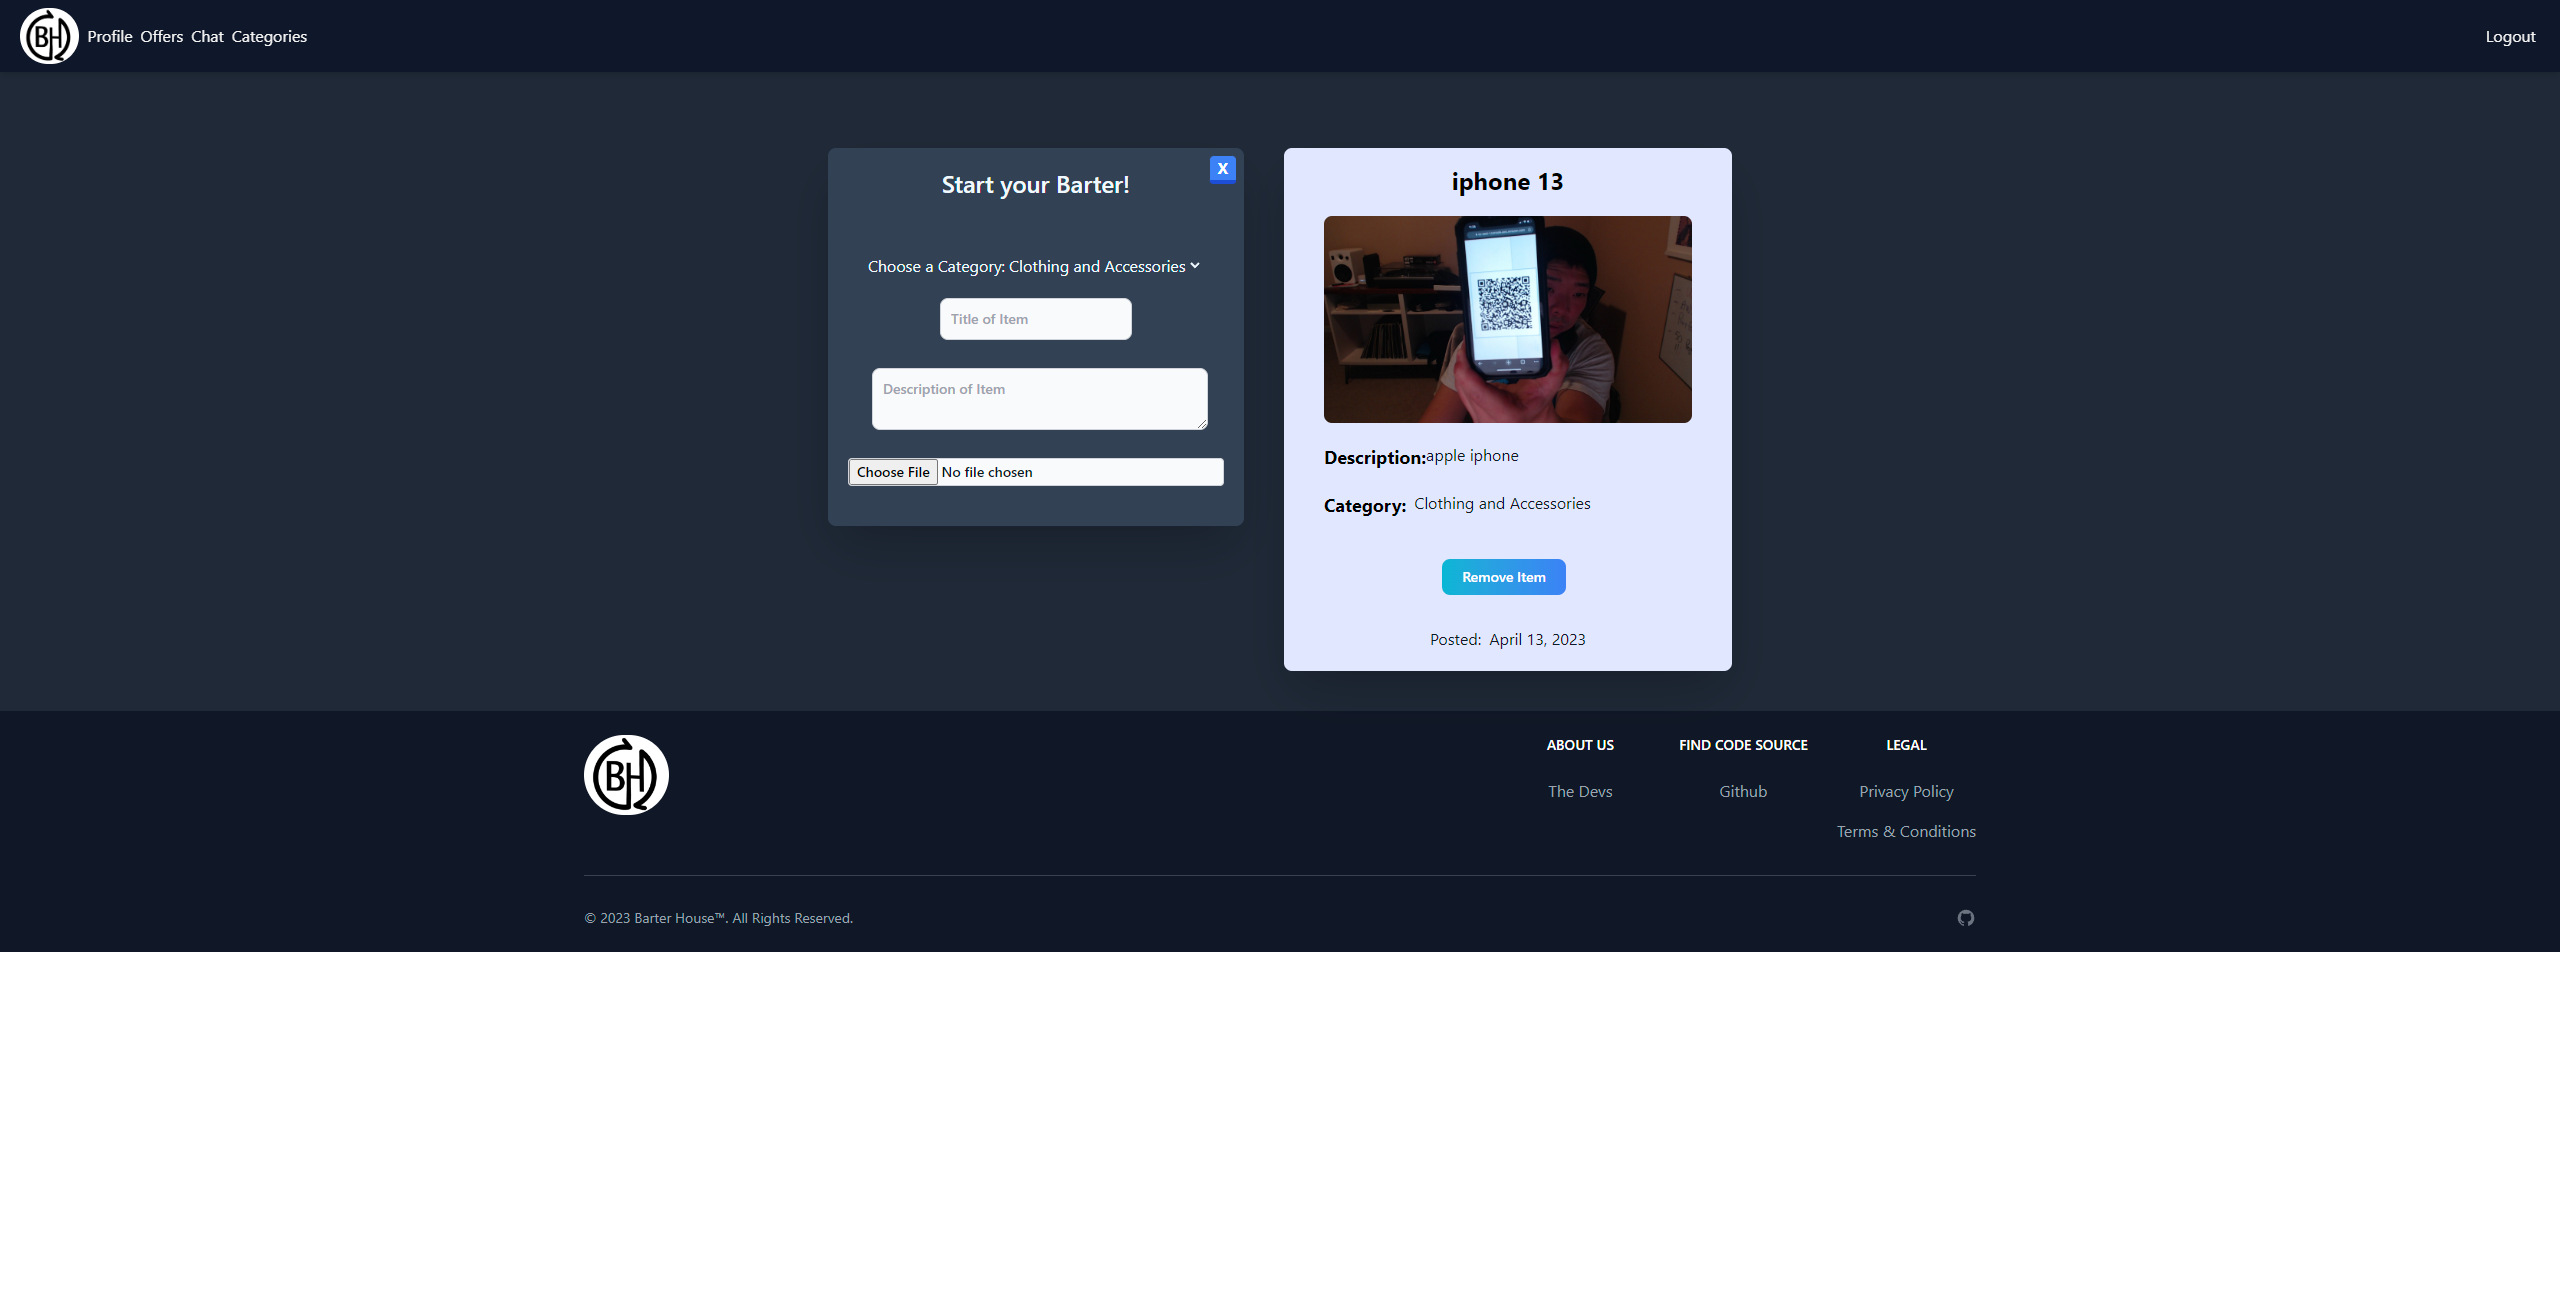 BH Profile Offers Chat Categories Logout
Start your Barter!
X
Choose a Category: Clothing and Accessories
Title of Item
Description of Item
Choose File No file chosen
iphone 13
Description:apple iphone
Category: Clothing and Accessories
Remove Item
Posted: April 13, 2023
BH
ABOUT US
The Devs
FIND CODE SOURCE
Github
LEGAL
Privacy Policy
Terms & Conditions
© 2023 Barter House™. All Rights Reserved.